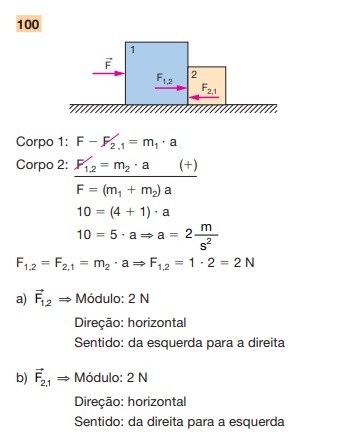 100
1
2
F⃗
F1,2
F2,1
Corpo 1: F – F2,1 = m1 · a
Corpo 2: F1,2 = m2 · a (+)
F = (m1 + m2) a
10 = (4 + 1) · a
10 = 5 · a ⇒ a = 2 m/s²
F1,2 = F2,1 = m2 · a ⇒ F1,2 = 1 · 2 = 2 N
a) F⃗1,2 ⇒ Módulo: 2 N
Direção: horizontal
Sentido: da esquerda para a direita
b) F⃗2,1 ⇒ Módulo: 2 N
Direção: horizontal
Sentido: da direita para a esquerda